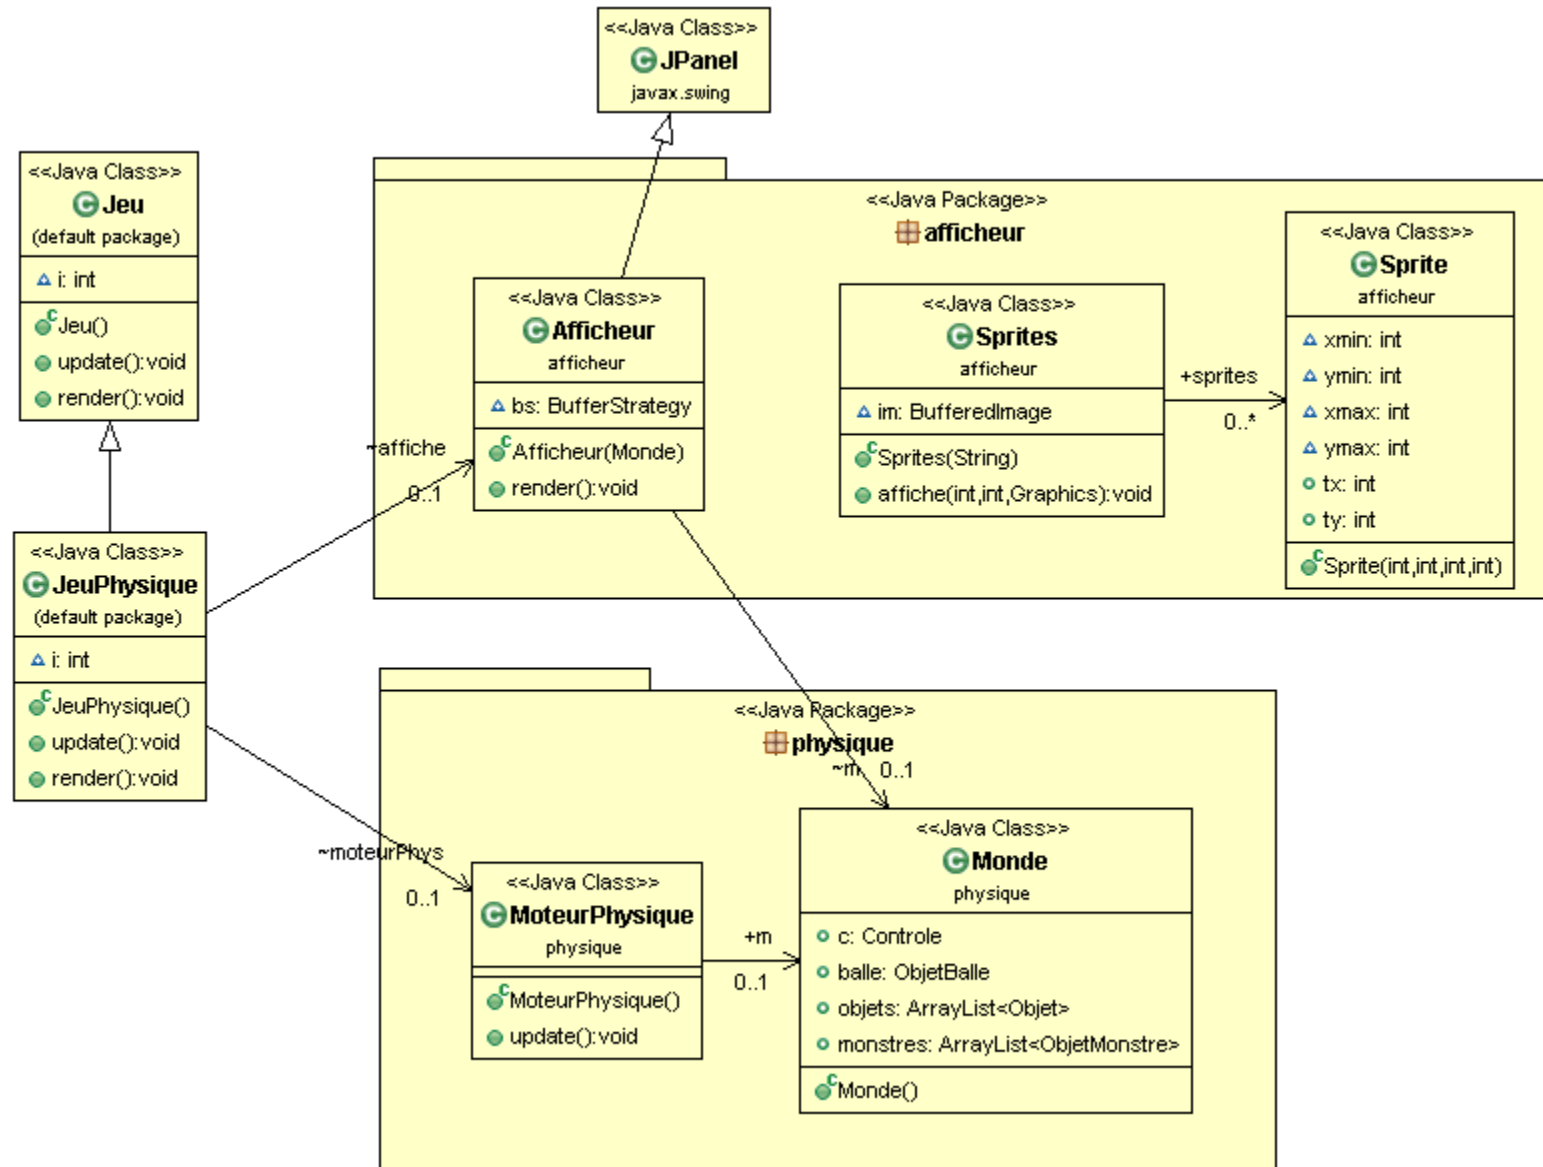 <<Java Class>>
JPanel
javax.swing
<<Java Class>>
Jeu
(default package)
i: int
Jeu()
update():void
render():void
<<Java Package>>
afficheur
<<Java Class>>
Afficheur
afficheur
bs: BufferStrategy
Afficheur(Monde)
render():void
<<Java Class>>
Sprites
afficheur
im: BufferedImage
Sprites(String)
affiche(int,int,Graphics):void
+sprites
0..*
<<Java Class>>
Sprite
afficheur
xmin: int
ymin: int
xmax: int
ymax: int
tx: int
ty: int
Sprite(int,int,int,int)
~affiche
0..1
<<Java Class>>
JeuPhysique
(default package)
i: int
JeuPhysique()
update():void
render():void
<<Java Package>>
physique
~m 0..1
~moteurPhys
0..1
<<Java Class>>
MoteurPhysique
physique
MoteurPhysique()
update():void
+m
0..1
<<Java Class>>
Monde
physique
c: Controle
balle: ObjetBalle
objets: ArrayList<Objet>
monstres: ArrayList<ObjetMonstre>
Monde()